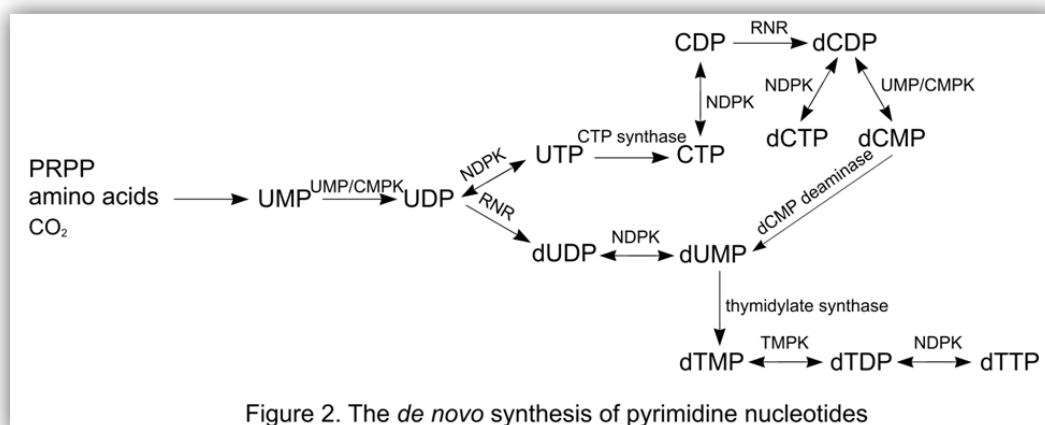 CDP RNR dCDP
NDPK NDPK UMP/CMPK
UTP CTP synthase CTP dCTP dCMP
PRPP
amino acids
CO₂
UMP UMP/CMPK UDP
NDPK
RNR
dCMP deaminase
dUDP NDPK dUMP
thymidylate synthase
dTMP TMPK dTDP NDPK dTTP
Figure 2. The de novo synthesis of pyrimidine nucleotides